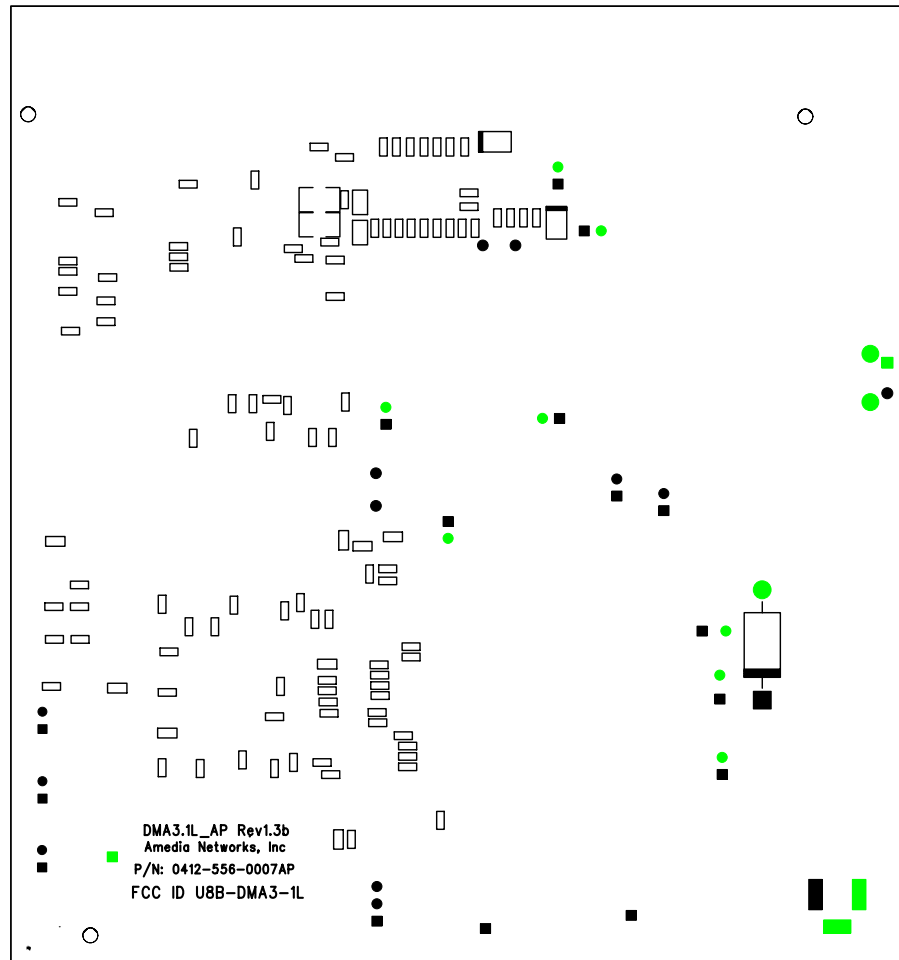 DMA3.1L_AP Rev1.3b
Amedia Networks, Inc
P/N: 0412-556-0007AP
FCC ID U8B-DMA3-1L